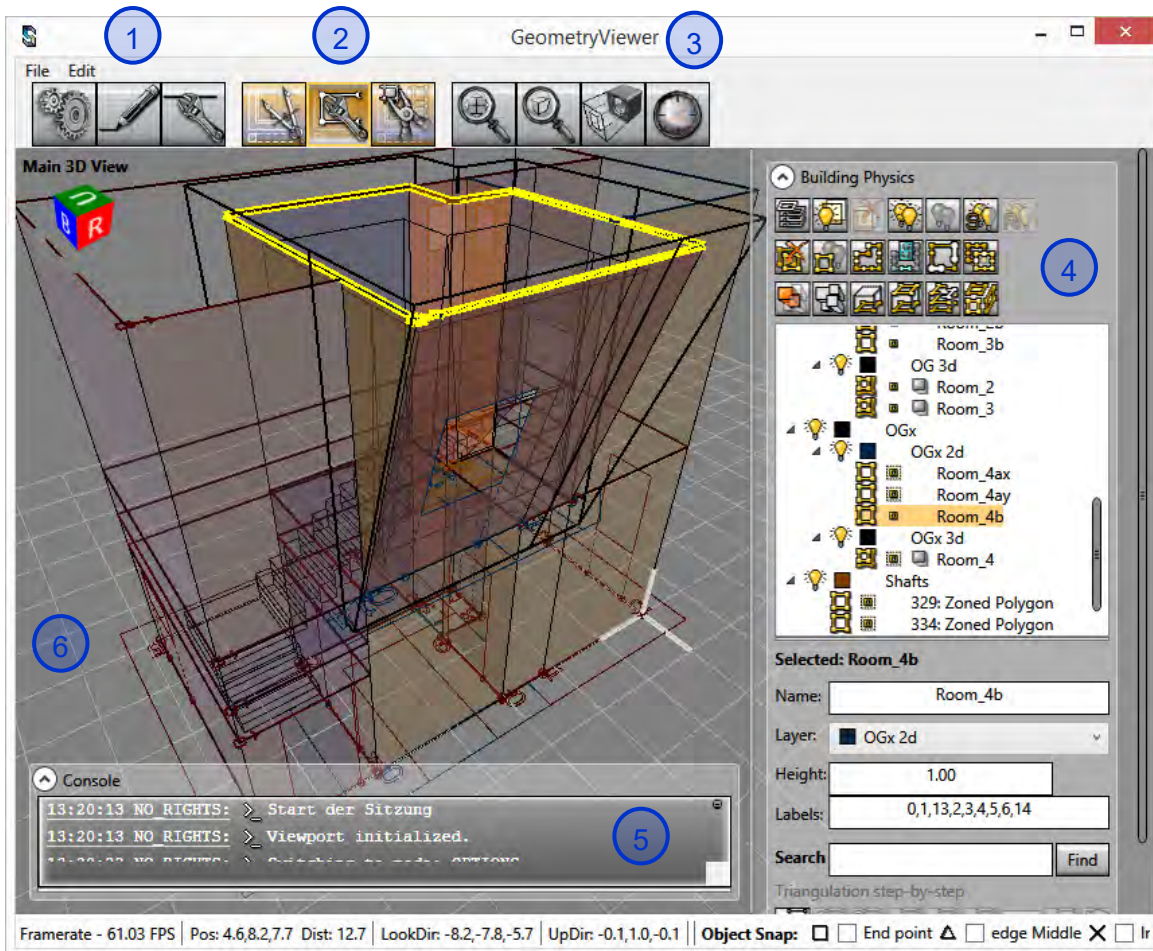 1
2
3
GeometryViewer
File Edit
Main 3D View
U
B
R
Building Physics
4
Room_3b
OG 3d
Room_2
Room_3
OGx
OGx 2d
Room_4ax
Room_4ay
Room_4b
OGx 3d
Room_4
Shafts
329: Zoned Polygon
334: Zoned Polygon
6
Selected: Room_4b
Name: Room_4b
Layer: OGx 2d
Height: 1.00
Labels: 0,1,13,2,3,4,5,6,14
Search Find
Triangulation step-by-step
Console
13:20:13 NO_RIGHTS: >_ Start der Sitzung
13:20:13 NO_RIGHTS: >_ Viewport initialized.
5
Framerate - 61.03 FPS Pos: 4.6,8.2,7.7 Dist: 12.7 LookDir: -8.2,-7.8,-5.7 UpDir: -0.1,1.0,-0.1 Object Snap: End point edge Middle